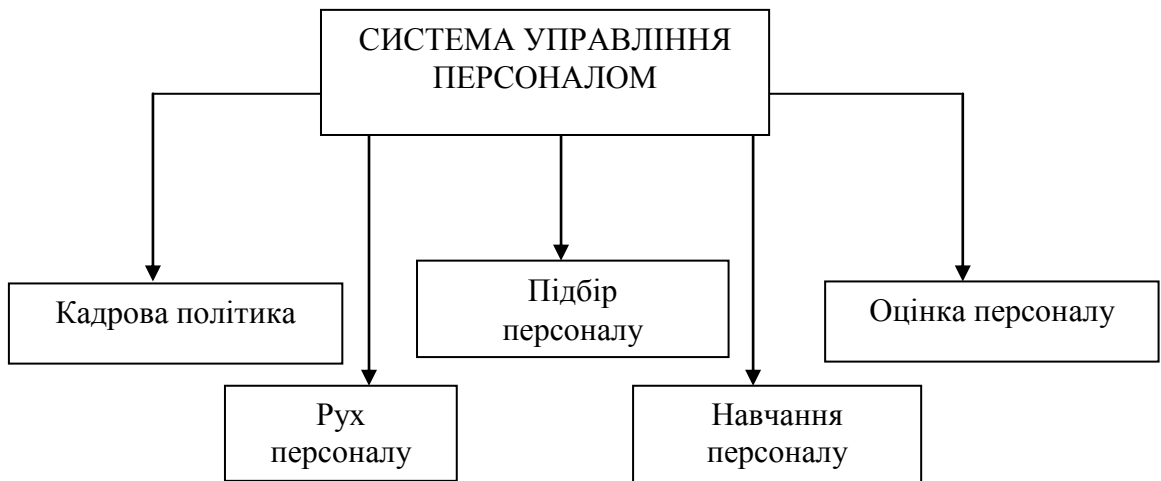 СИСТЕМА УПРАВЛІННЯ
ПЕРСОНАЛОМ
Кадрова політика
Підбір
персоналу
Оцінка персоналу
Рух
персоналу
Навчання
персоналу